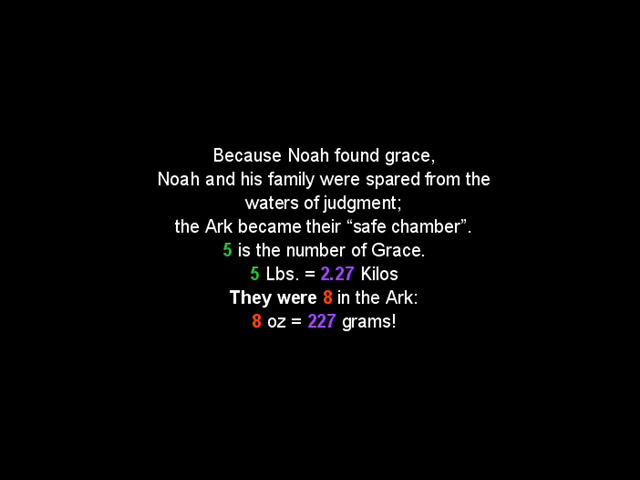 Because Noah found grace,
Noah and his family were spared from the
waters of judgment;
the Ark became their “safe chamber”.
5 is the number of Grace.
5 Lbs. = 2.27 Kilos
They were 8 in the Ark:
8 oz = 227 grams!